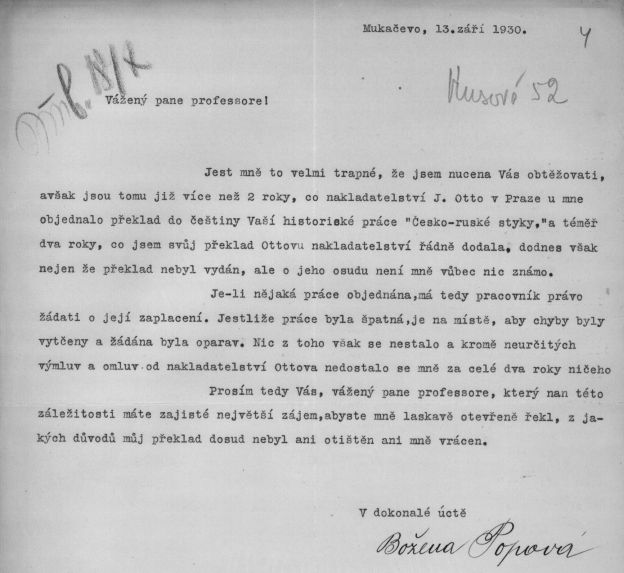 Mukačevo, 13.září 1930.
4
18/X
Husové 52
Vážený pane professore!
Jest mně to velmi trapné, že jsem nucena Vás obtěžovati,
avšak jsou tomu již více než 2 roky, co nakladatelství J. Otto v Praze u mne
objednalo překlad do češtiny Vaší historiské práce "Česko-ruské styky,"a téměř
dva roky, co jsem svůj překlad Ottovu nakladatelství řádně dodala, dodnes však
nejen že překlad nebyl vydán, ale o jeho osudu není mně vůbec nic známo.
Je-li nějaká práce objednána,má tedy pracovník právo
žádati o její zaplacení. Jestliže práce byla špatná,je na místě, aby chyby byly
vytčeny a žádána byla oparav. Nic z toho však se nestalo a kromě neurčitých
výmluv a omluv od nakladatelství Ottova nedostalo se mně za celé dva roky ničeho
Prosím tedy Vás, vážený pane professore, který nan této
záležitosti máte zajisté největší zájem,abyste mně laskavě otevřeně řekl, z ja-
kých důvodů můj překlad dosud nebyl ani otištěn ani mně vrácen.
V dokonalé úctě
Božena Popová